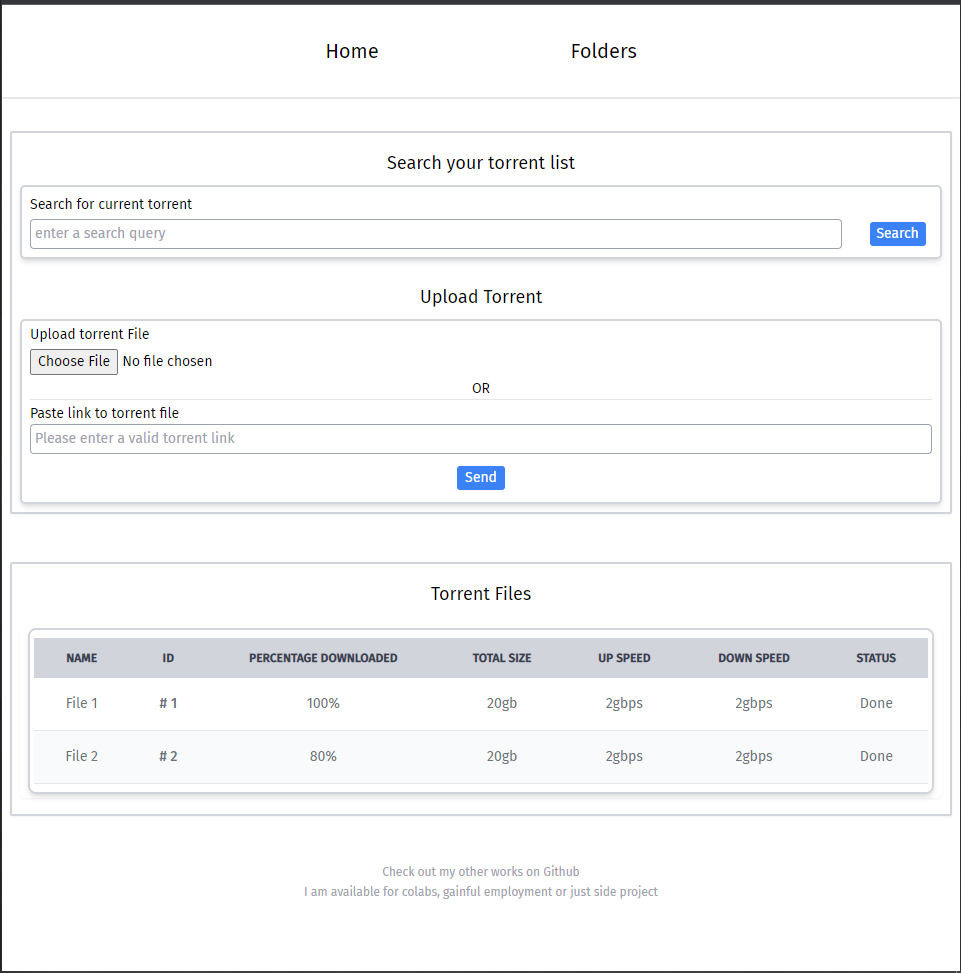 Home Folders
Search your torrent list
Search for current torrent
enter a search query Search
Upload Torrent
Upload torrent File
Choose File No file chosen
OR
Paste link to torrent file
Please enter a valid torrent link
Send
Torrent Files
NAME ID PERCENTAGE DOWNLOADED TOTAL SIZE UP SPEED DOWN SPEED STATUS
File 1 # 1 100% 20gb 2gbps 2gbps Done
File 2 # 2 80% 20gb 2gbps 2gbps Done
Check out my other works on Github
I am available for colabs, gainful employment or just side project